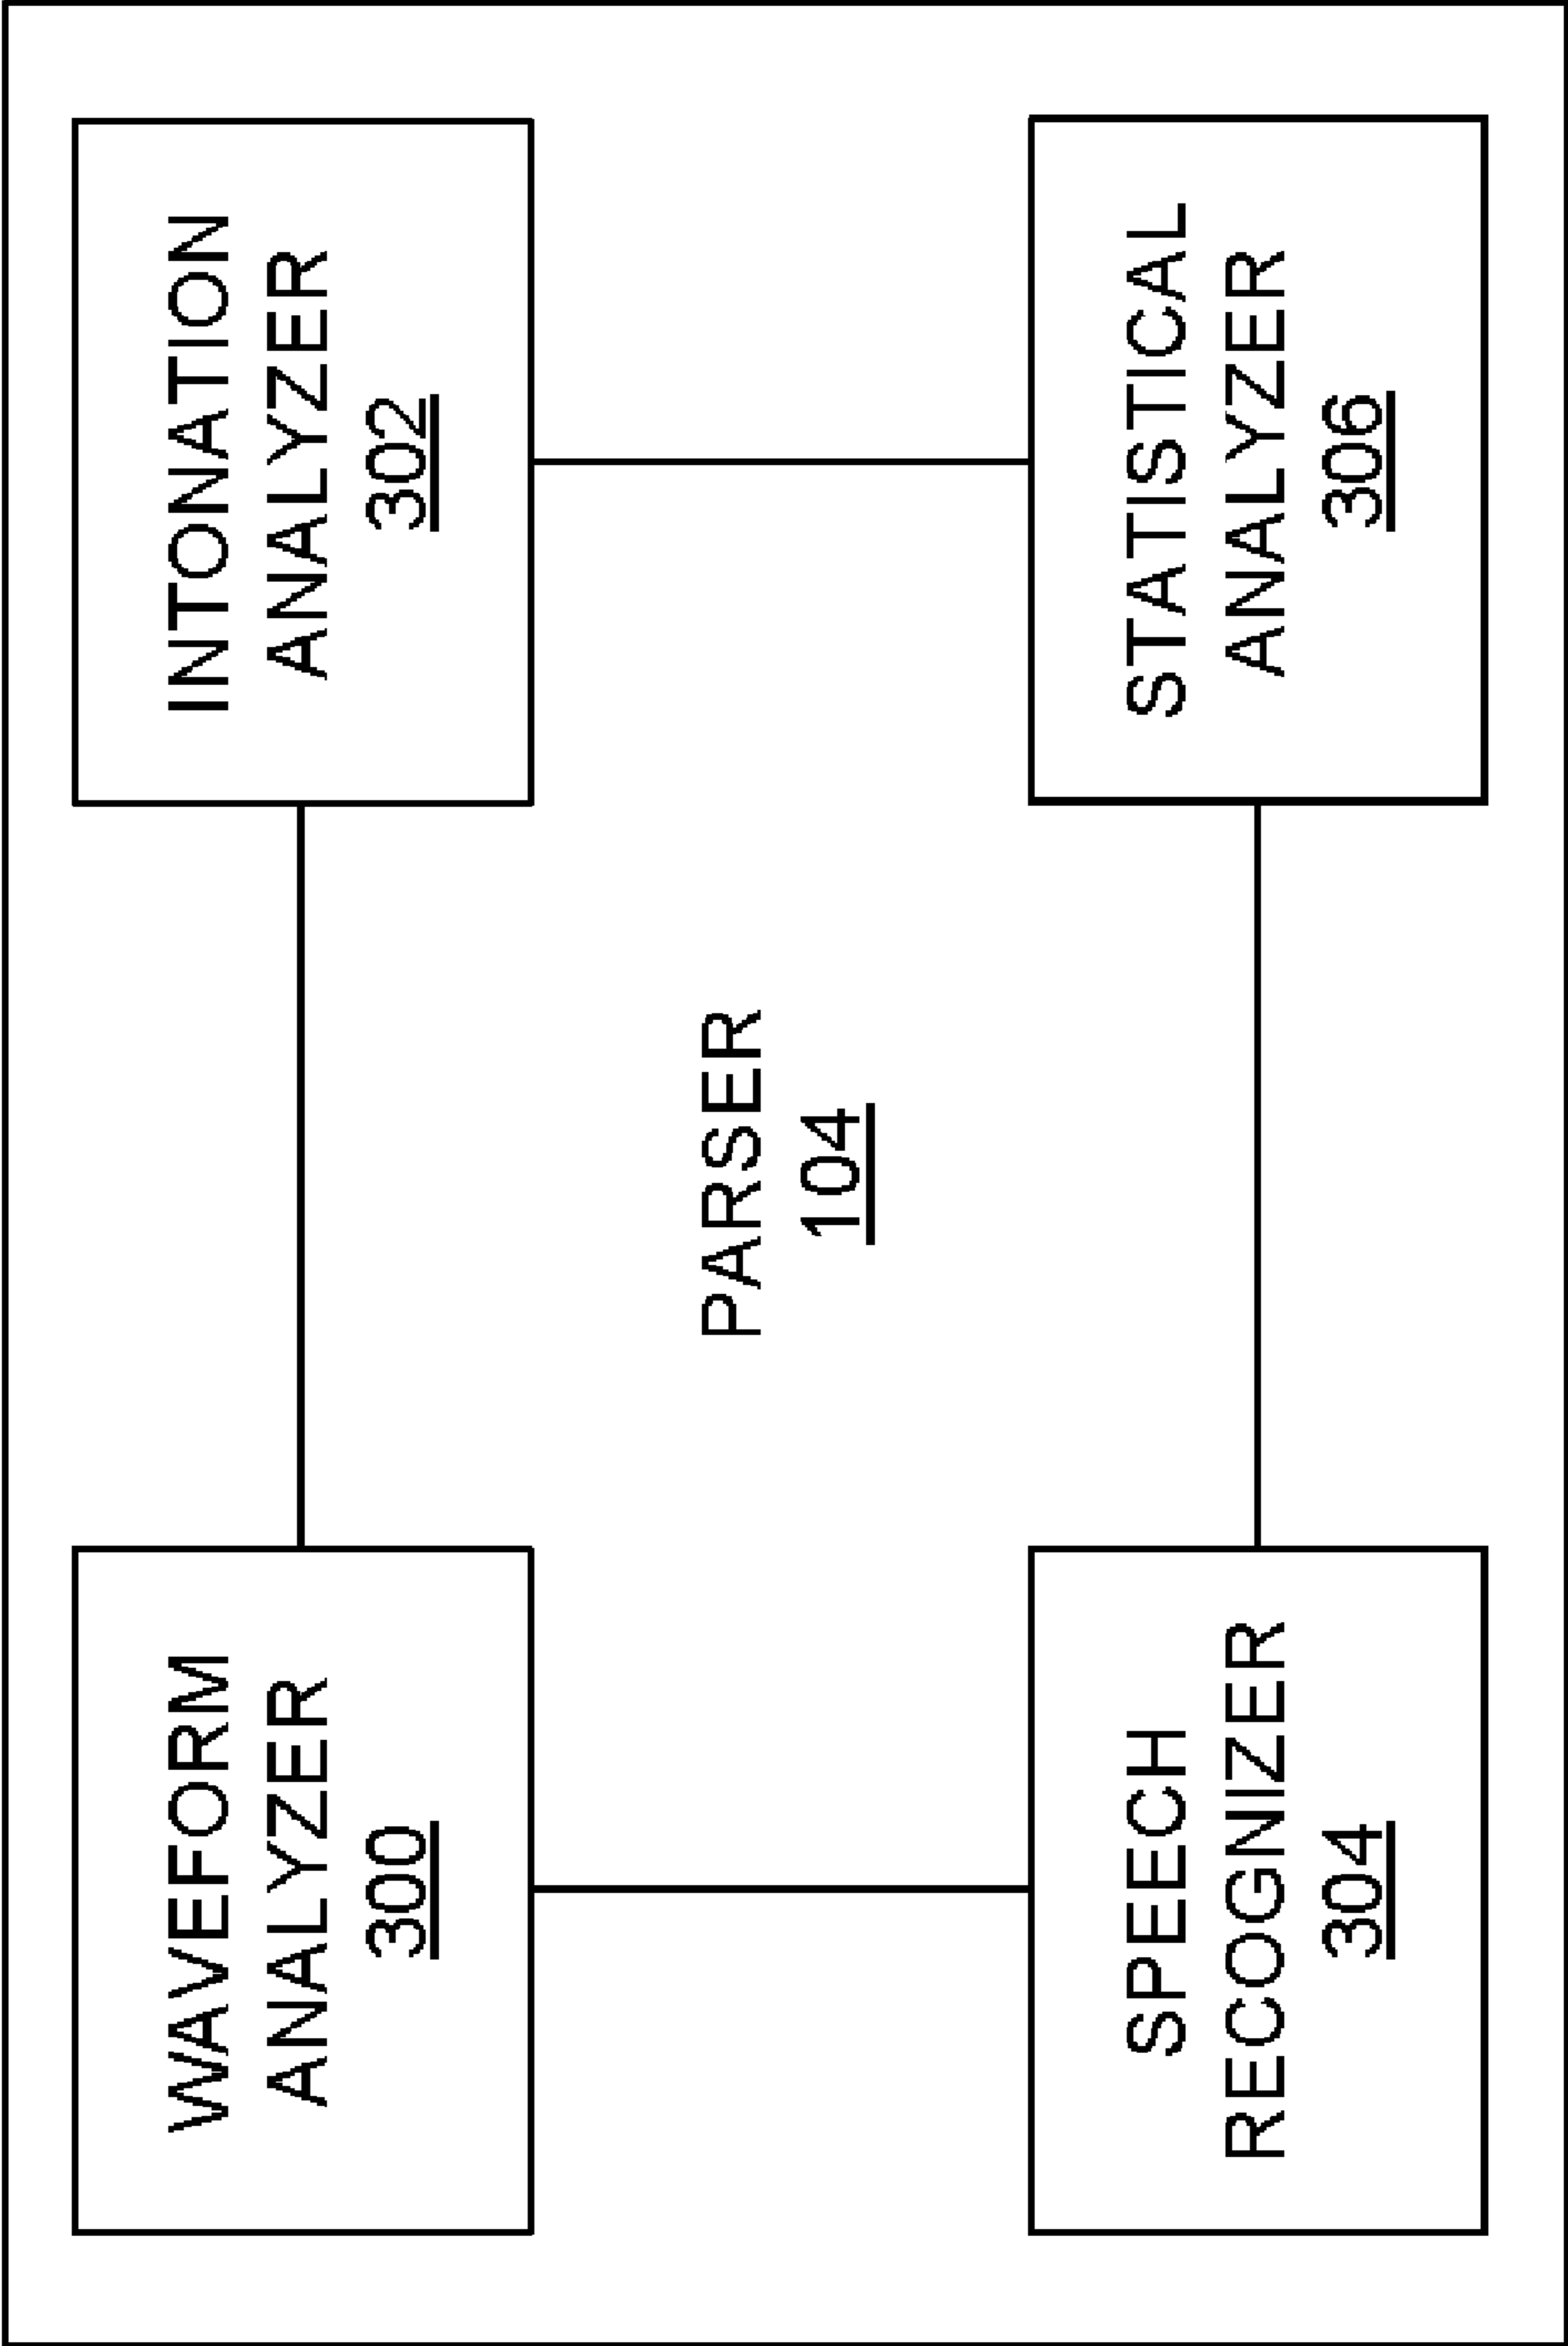 WAVEFORM
ANALYZER
300
INTONATION
ANALYZER
302
PARSER
104
SPEECH
RECOGNIZER
304
STATISTICAL
ANALYZER
306